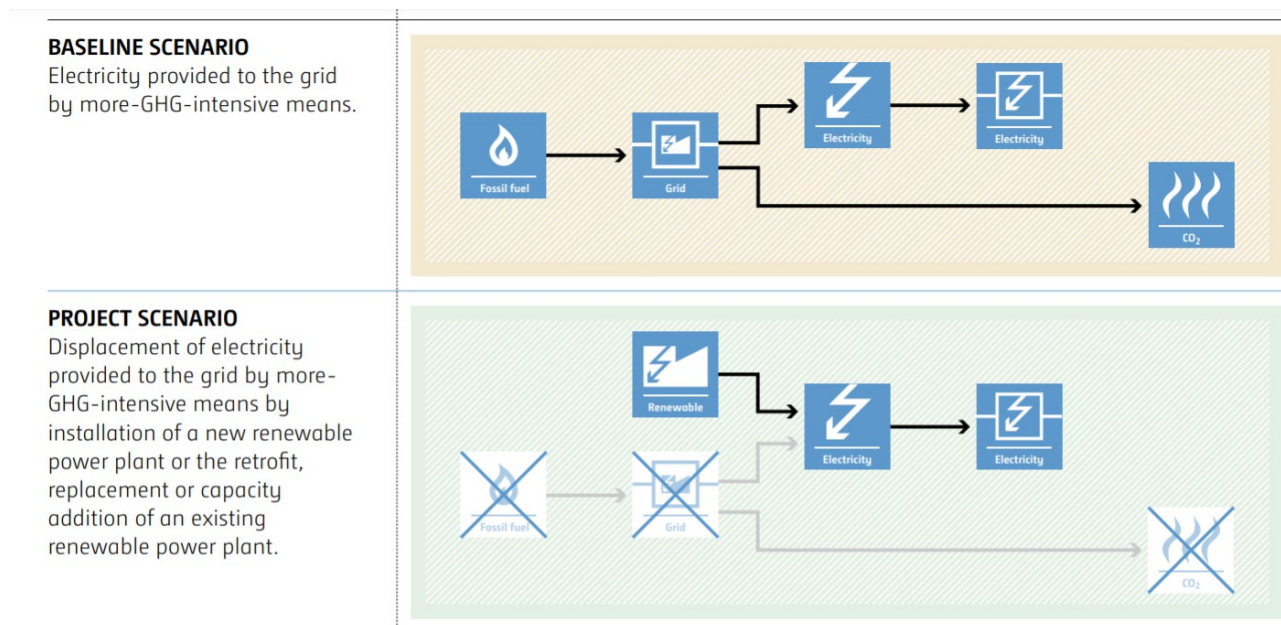 BASELINE SCENARIO
Electricity provided to the grid
by more-GHG-intensive means.
Fossil fuel
Grid
Electricity
Electricity
CO₂
PROJECT SCENARIO
Displacement of electricity
provided to the grid by more-
GHG-intensive means by
installation of a new renewable
power plant or the retrofit,
replacement or capacity
addition of an existing
renewable power plant.
Renewable
Fossil fuel
Grid
Electricity
Electricity
CO₂